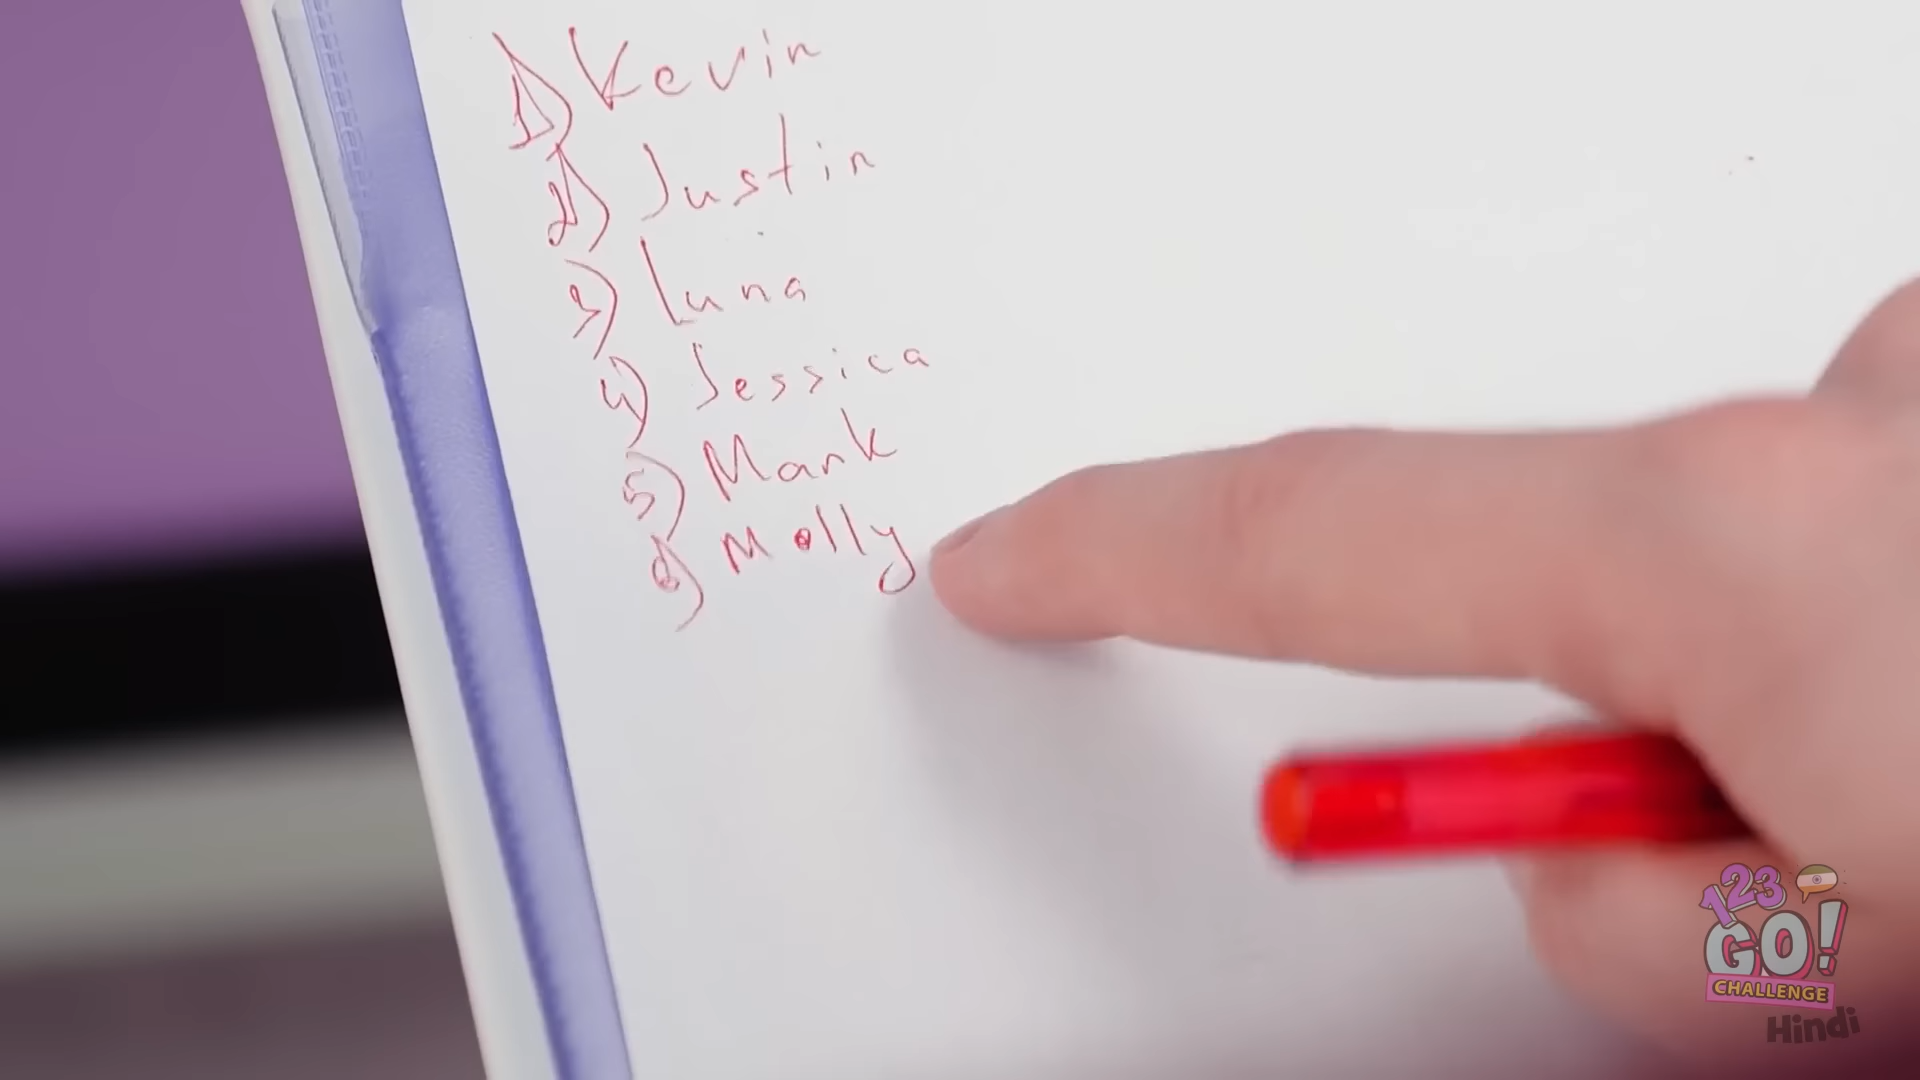 1) Kevin
2) Justin
3) Luna
4) Jessica
5) Mark
6) Molly
123
GO!
CHALLENGE
Hindi